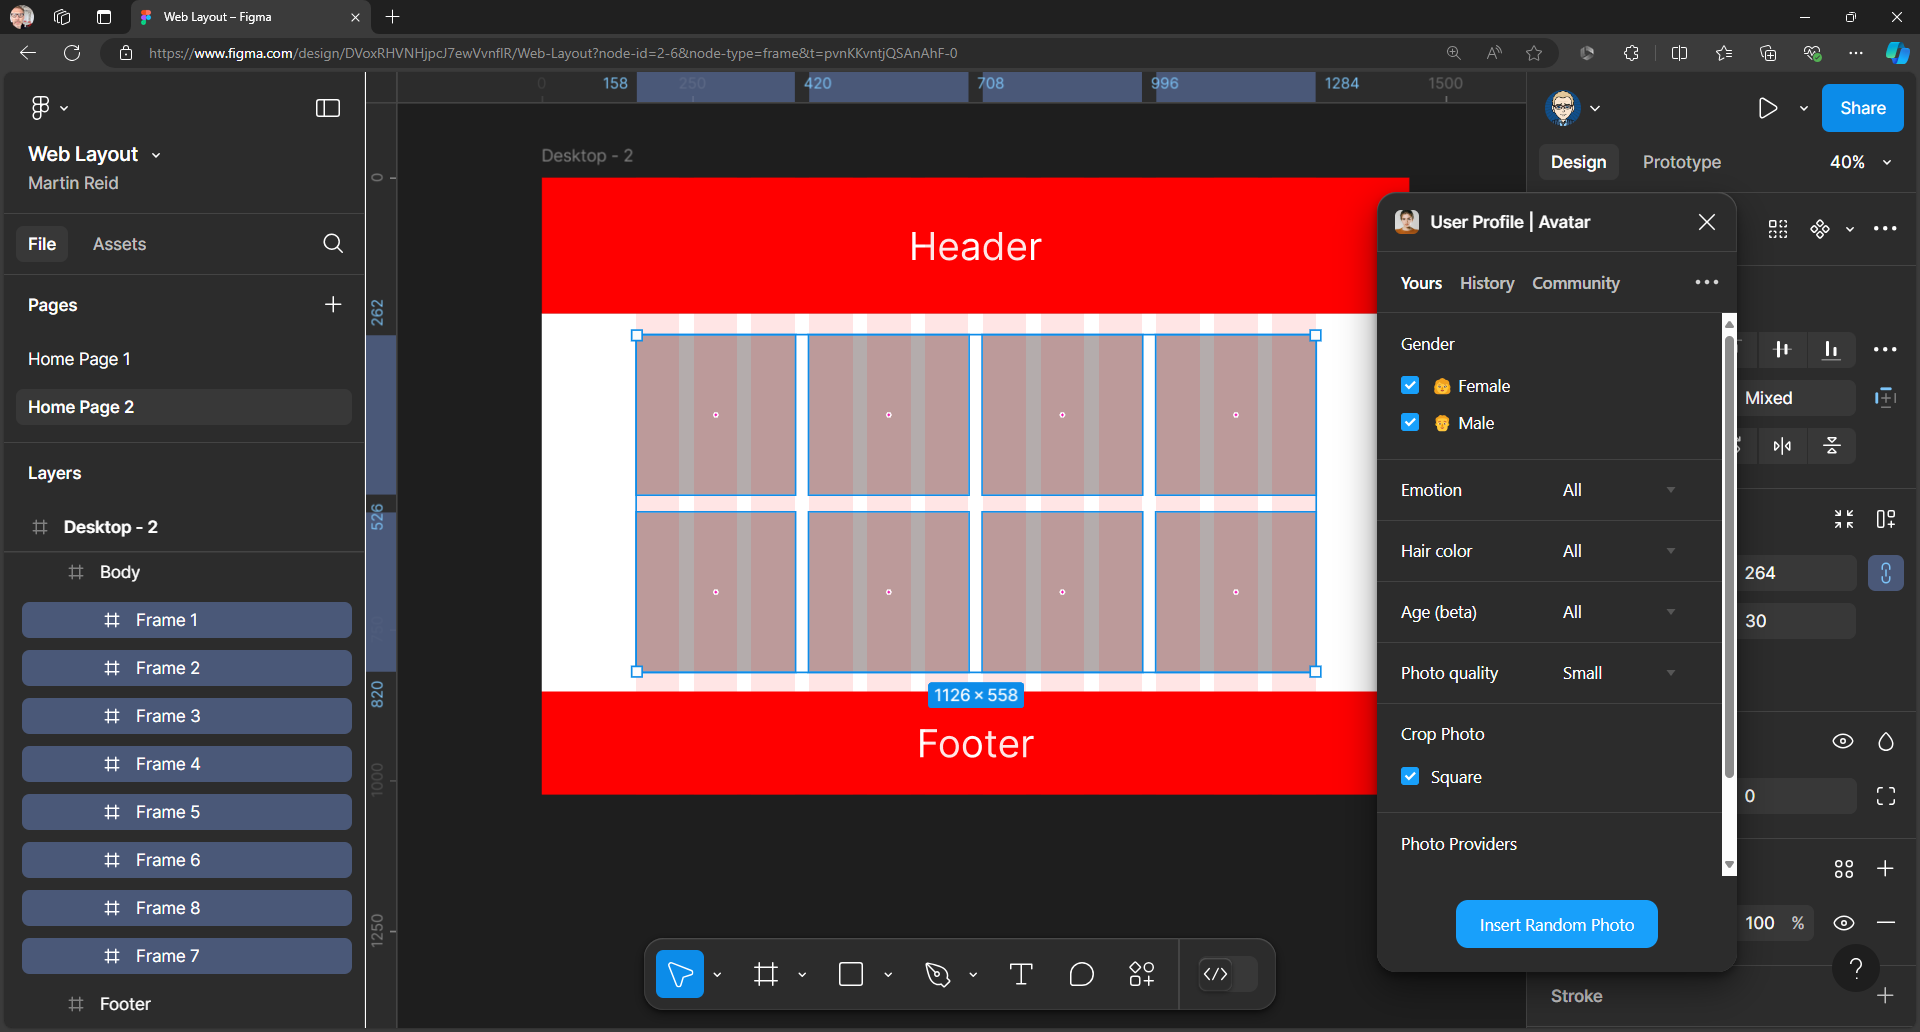 Web Layout – Figma
https://www.figma.com/design/DVoxRHVNHjpcJ7ewVvnfIR/Web-Layout?node-id=2-6&node-type=frame&t=pvnKKvntjQSAnAhF-0
Web Layout
Martin Reid
File
Assets
Pages
Home Page 1
Home Page 2
Layers
Desktop - 2
Body
Frame 1
Frame 2
Frame 3
Frame 4
Frame 5
Frame 6
Frame 8
Frame 7
Footer
0
158
250
420
708
996
1284
1500
0
262
526
820
1000
1250
Desktop - 2
Header
1126 × 558
Footer
Share
Design
Prototype
40%
User Profile | Avatar
Yours
History
Community
Gender
Female
Male
Emotion
All
Hair color
All
Age (beta)
All
Photo quality
Small
Crop Photo
Square
Photo Providers
Insert Random Photo
Mixed
264
30
0
100 %
Stroke
?